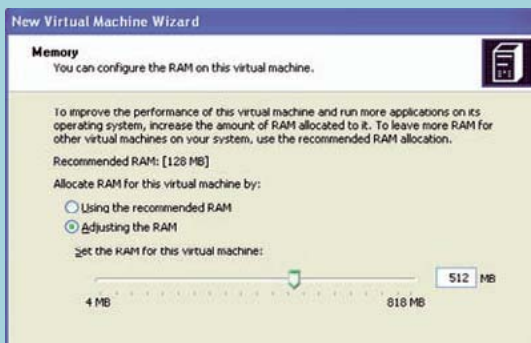 New Virtual Machine Wizard
Memory
You can configure the RAM on this virtual machine.
To improve the performance of this virtual machine and run more applications on its
operating system, increase the amount of RAM allocated to it. To leave more RAM for
other virtual machines on your system, use the recommended RAM allocation.
Recommended RAM: [128 MB]
Allocate RAM for this virtual machine by:
Using the recommended RAM
Adjusting the RAM
Set the RAM for this virtual machine:
512 MB
4 MB 818 MB